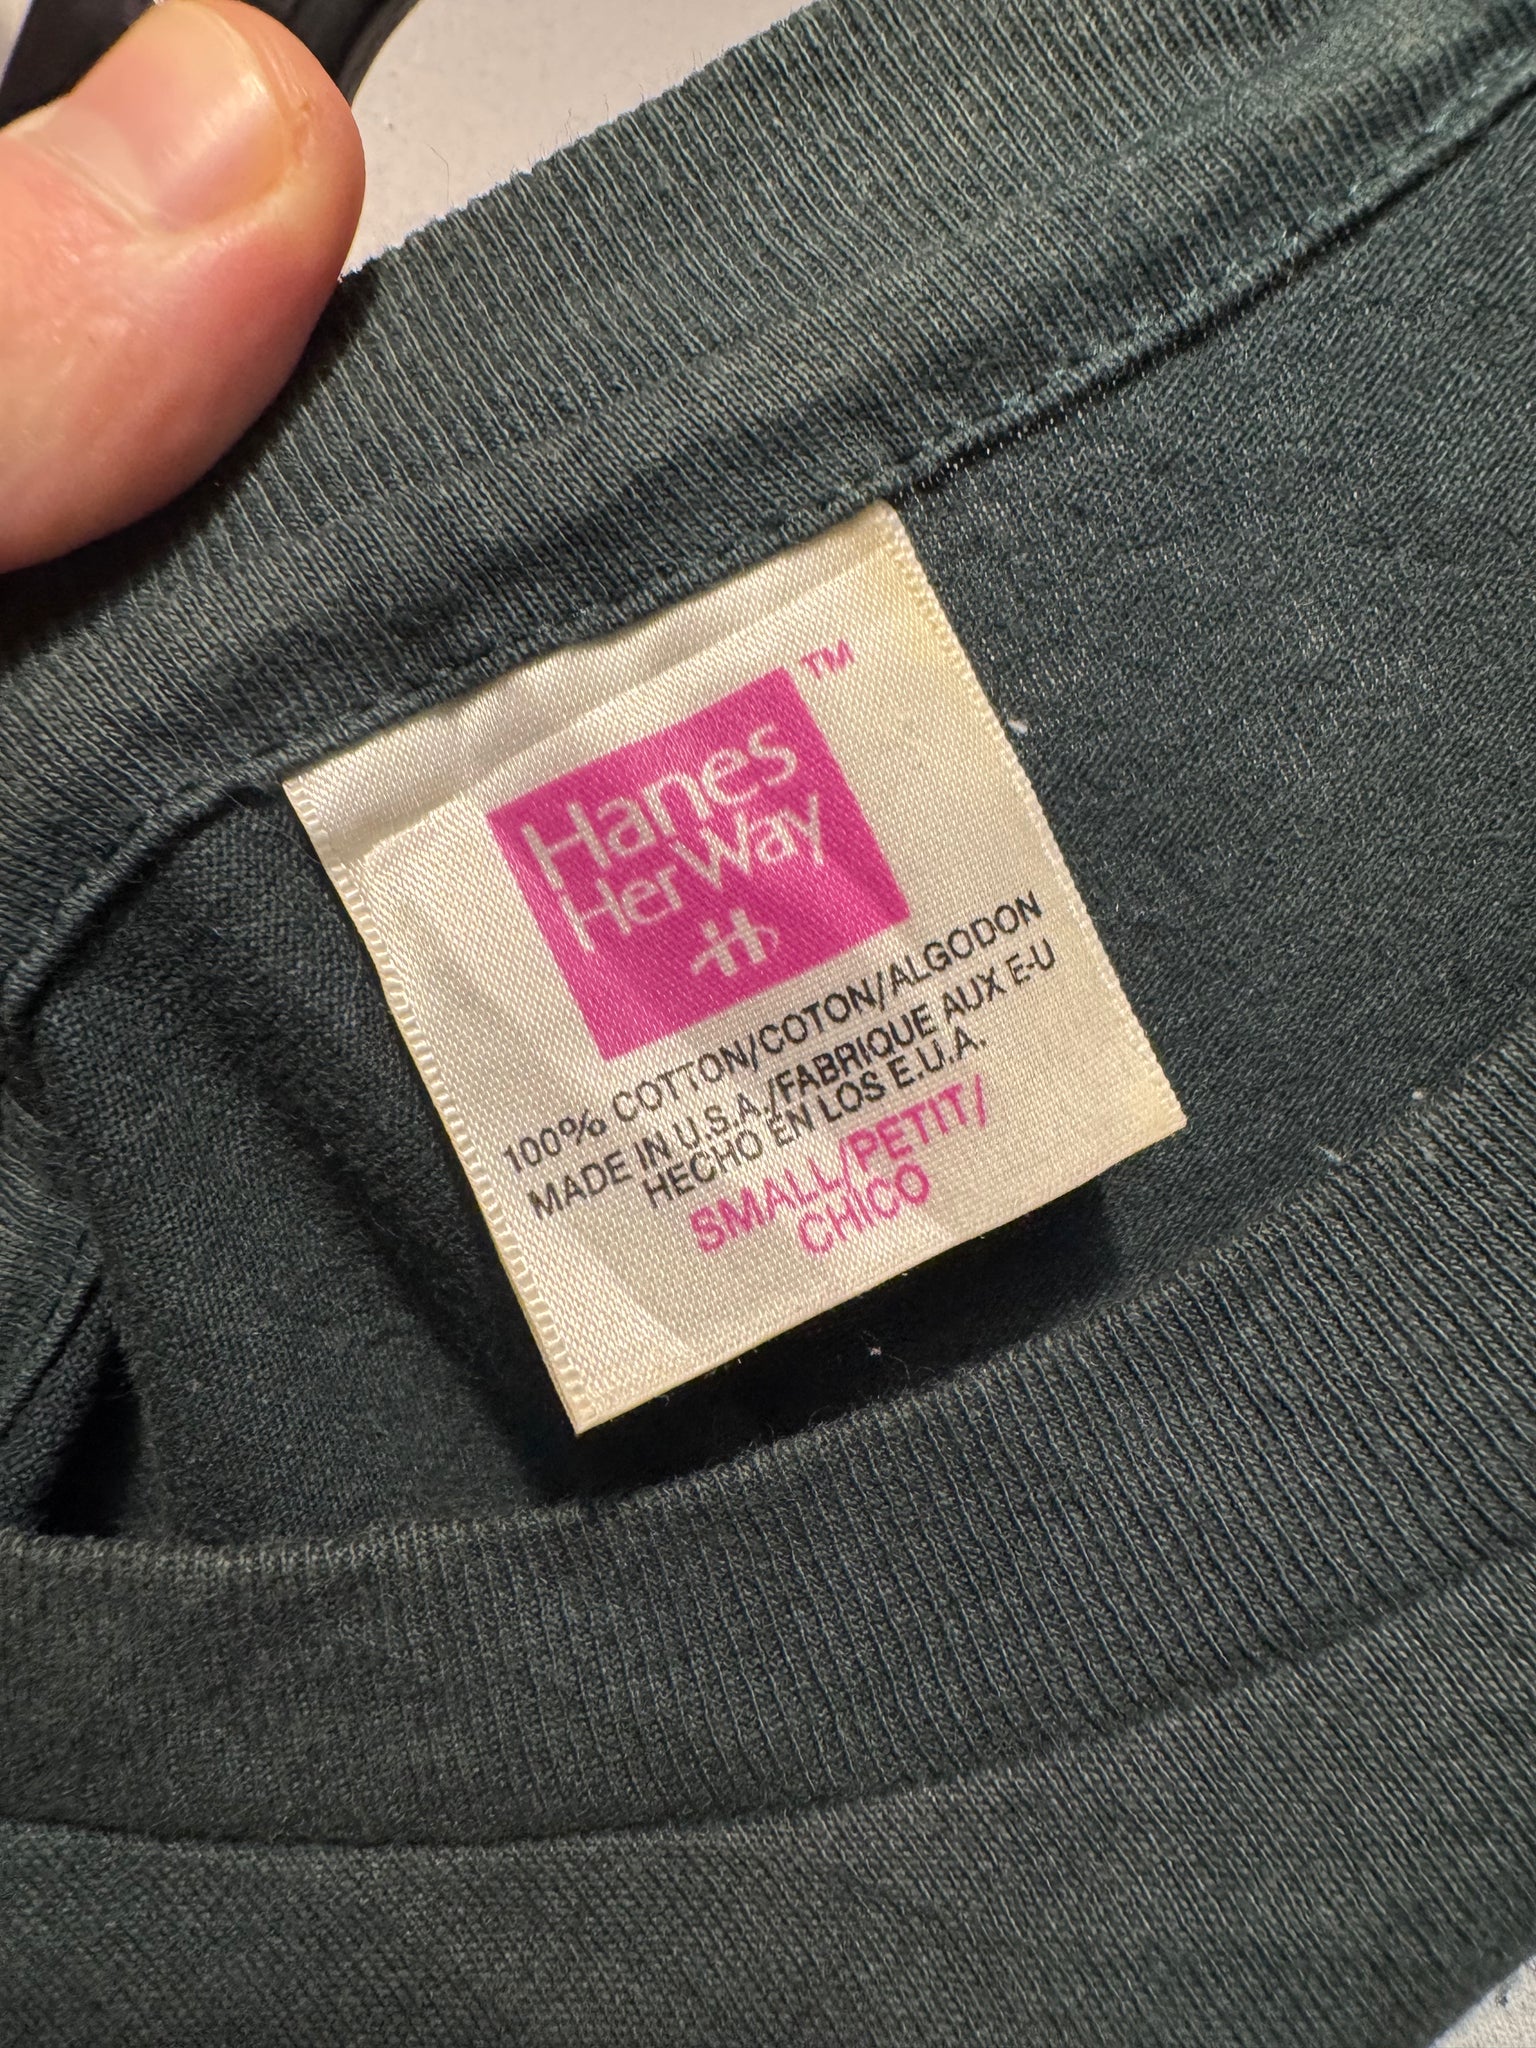 Hanes ™
Her Way
100% COTTON/COTON/ALGODON
MADE IN U.S.A./FABRIQUE AUX E-U
HECHO EN LOS E.U.A.
SMALL/PETIT/
CHICO